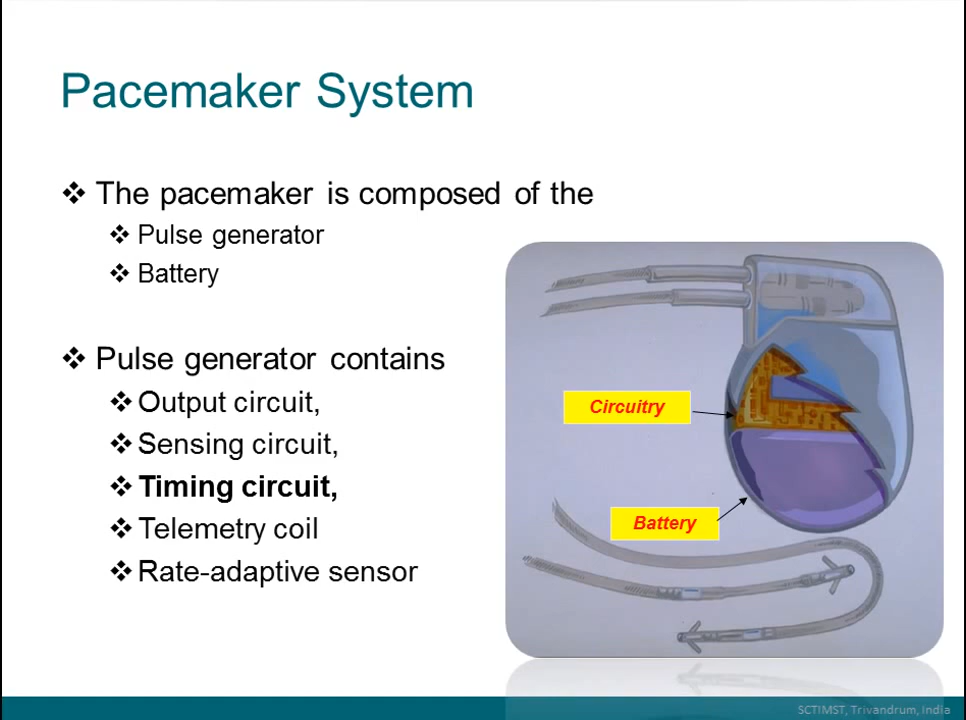 Pacemaker System
❖ The pacemaker is composed of the
❖ Pulse generator
❖ Battery
❖ Pulse generator contains
❖ Output circuit,
❖ Sensing circuit,
❖ Timing circuit,
❖ Telemetry coil
❖ Rate-adaptive sensor
Circuitry
Battery
SCTIMST, Trivandrum, India